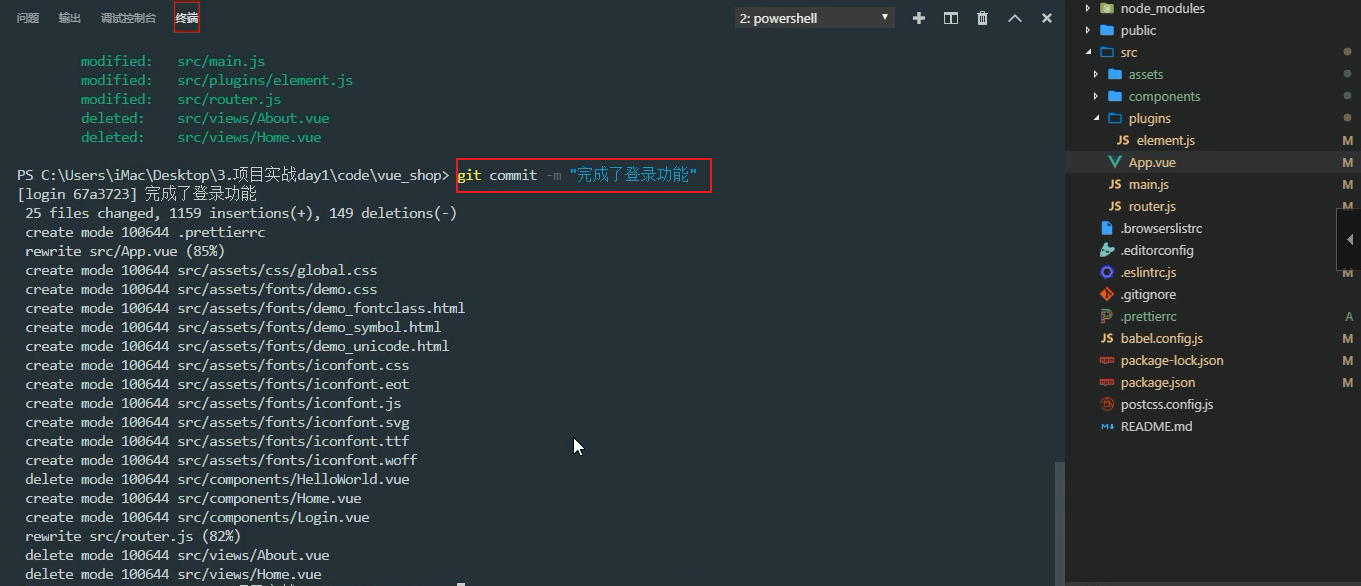 问题 输出 调试控制台 终端 2: powershell
modified: src/main.js
modified: src/plugins/element.js
modified: src/router.js
deleted: src/views/About.vue
deleted: src/views/Home.vue
PS C:\Users\iMac\Desktop\3.项目实战day1\code\vue_shop> git commit -m "完成了登录功能"
[login 67a3723] 完成了登录功能
25 files changed, 1159 insertions(+), 149 deletions(-)
create mode 100644 .prettierrc
rewrite src/App.vue (85%)
create mode 100644 src/assets/css/global.css
create mode 100644 src/assets/fonts/demo.css
create mode 100644 src/assets/fonts/demo_fontclass.html
create mode 100644 src/assets/fonts/demo_symbol.html
create mode 100644 src/assets/fonts/demo_unicode.html
create mode 100644 src/assets/fonts/iconfont.css
create mode 100644 src/assets/fonts/iconfont.eot
create mode 100644 src/assets/fonts/iconfont.js
create mode 100644 src/assets/fonts/iconfont.svg
create mode 100644 src/assets/fonts/iconfont.ttf
create mode 100644 src/assets/fonts/iconfont.woff
delete mode 100644 src/components/HelloWorld.vue
create mode 100644 src/components/Home.vue
create mode 100644 src/components/Login.vue
rewrite src/router.js (82%)
delete mode 100644 src/views/About.vue
delete mode 100644 src/views/Home.vue
node_modules
public
src
assets
components
plugins
JS element.js M
App.vue M
JS main.js M
JS router.js M
.browserslistrc
.editorconfig
.eslintrc.js M
.gitignore
.prettierrc A
JS babel.config.js M
package-lock.json M
package.json M
postcss.config.js
README.md